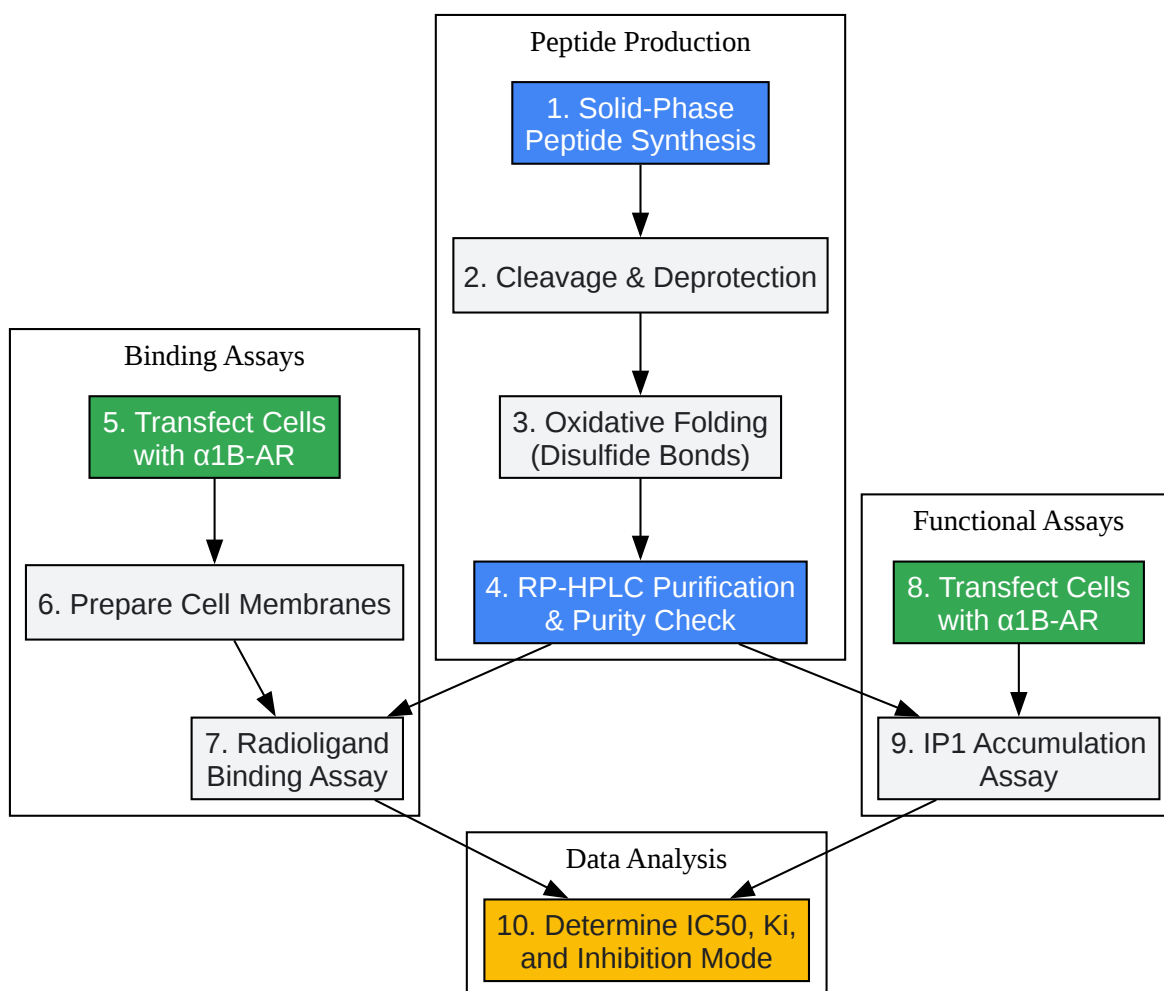 Peptide Production
1. Solid-Phase
Peptide Synthesis
2. Cleavage & Deprotection
3. Oxidative Folding
(Disulfide Bonds)
4. RP-HPLC Purification
& Purity Check
Binding Assays
5. Transfect Cells
with α1B-AR
6. Prepare Cell Membranes
7. Radioligand
Binding Assay
Functional Assays
8. Transfect Cells
with α1B-AR
9. IP1 Accumulation
Assay
Data Analysis
10. Determine IC50, Ki,
and Inhibition Mode